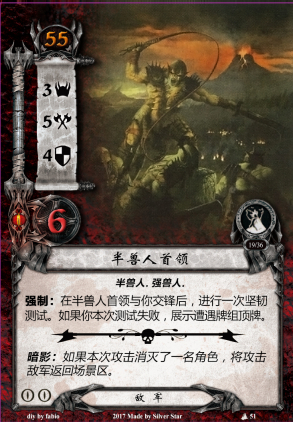 55
3
5
4
6
19/36
半兽人首领
半兽人. 强兽人.
强制：在半兽人首领与你交锋后，进行一次坚韧
测试。如果你本次测试失败，展示遭遇牌组顶牌。
暗影：如果本次攻击消灭了一名角色，将攻击
敌军返回场景区。
敌 军
diy by fabio 2017 Made by Silver Star 51